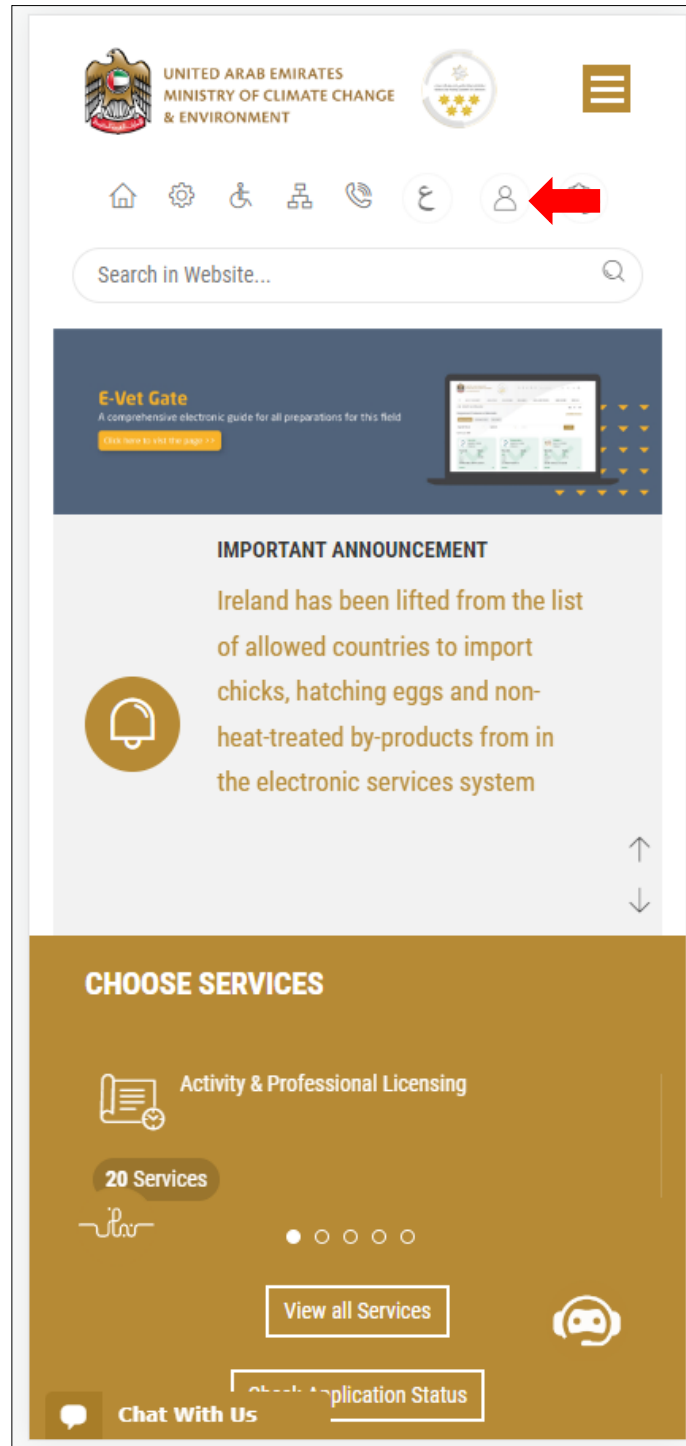 UNITED ARAB EMIRATES
MINISTRY OF CLIMATE CHANGE
& ENVIRONMENT
ع
Search in Website...
E-Vet Gate
A comprehensive electronic guide for all preparations for this field
Click here to visit the page >>
IMPORTANT ANNOUNCEMENT
Ireland has been lifted from the list
of allowed countries to import
chicks, hatching eggs and non-
heat-treated by-products from in
the electronic services system
CHOOSE SERVICES
Activity & Professional Licensing
20 Services
View all Services
Check Application Status
Chat With Us